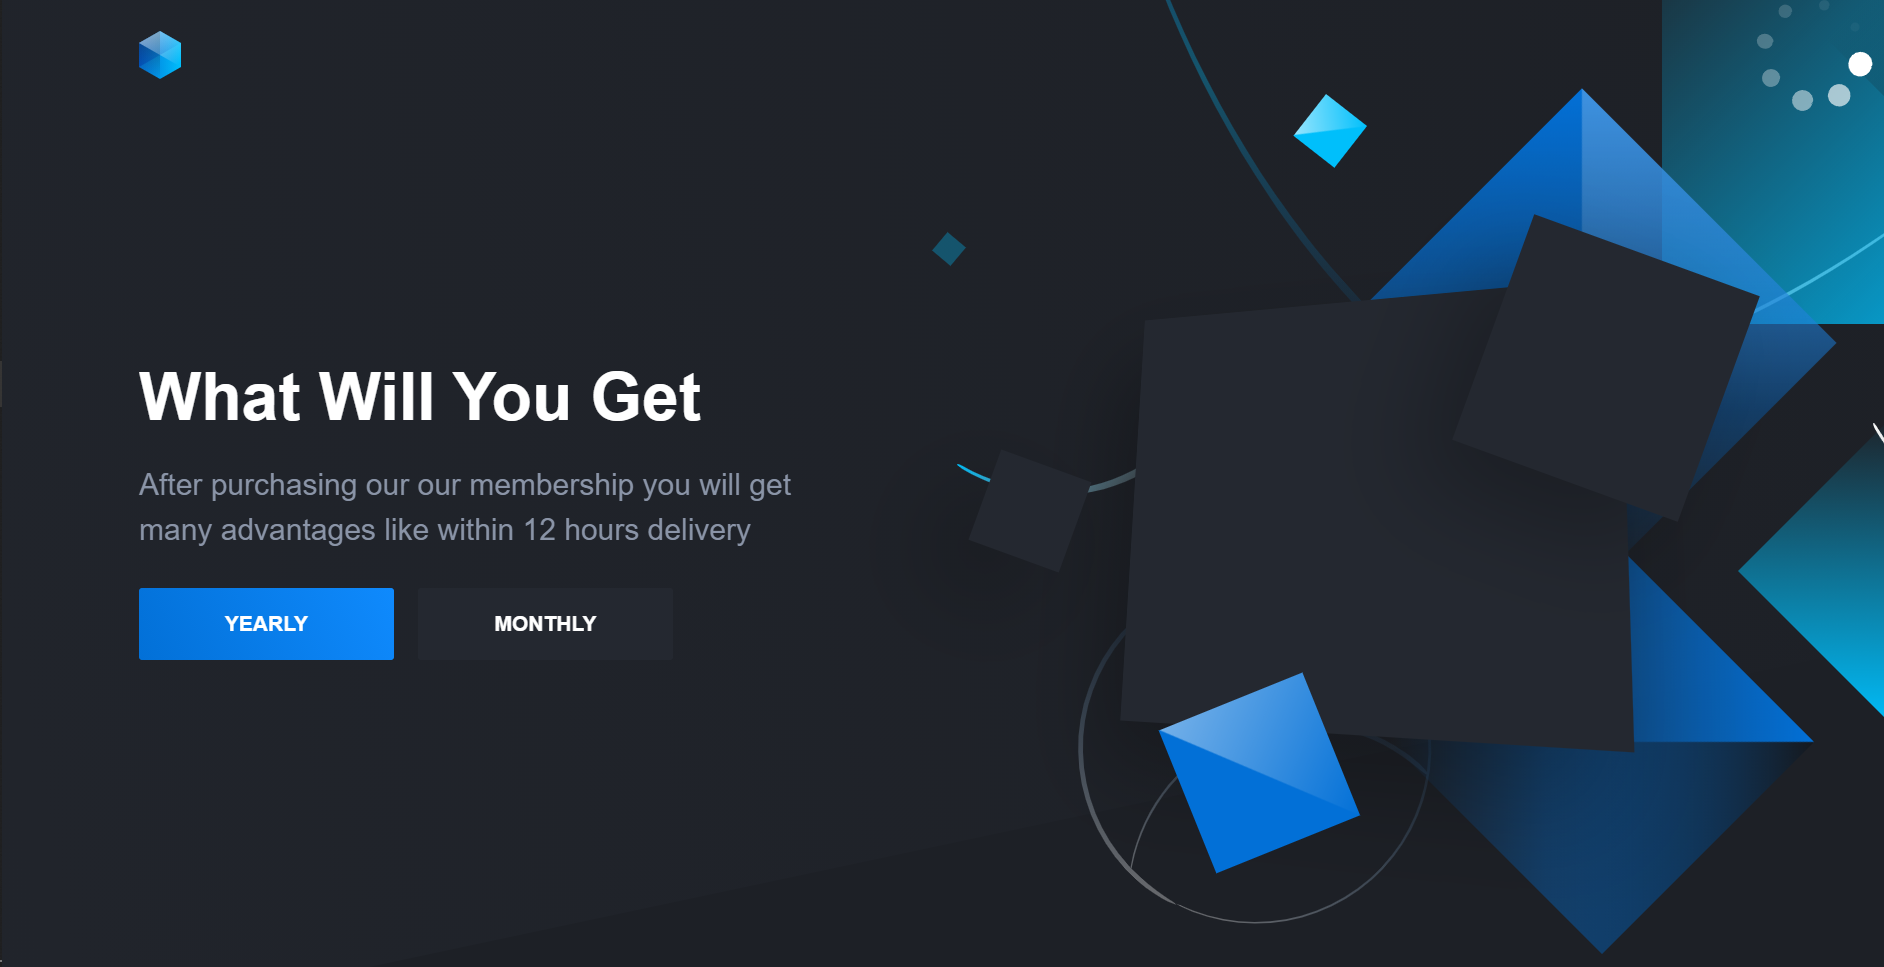 What Will You Get
After purchasing our our membership you will get
many advantages like within 12 hours delivery
YEARLY
MONTHLY